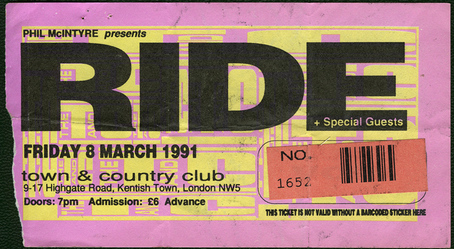 PHIL McINTYRE presents
RIDE
+ Special Guests
FRIDAY 8 MARCH 1991
town & country club
9-17 Highgate Road, Kentish Town, London NW5
Doors: 7pm Admission: £6 Advance
NO.
1652
THIS TICKET IS NOT VALID WITHOUT A BARCODED STICKER HERE